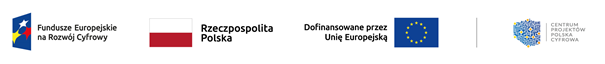 Fundusze Europejskie
na Rozwój Cyfrowy
Rzeczpospolita
Polska
Dofinansowane przez
Unię Europejską
CENTRUM
PROJEKTÓW
POLSKA
CYFROWA